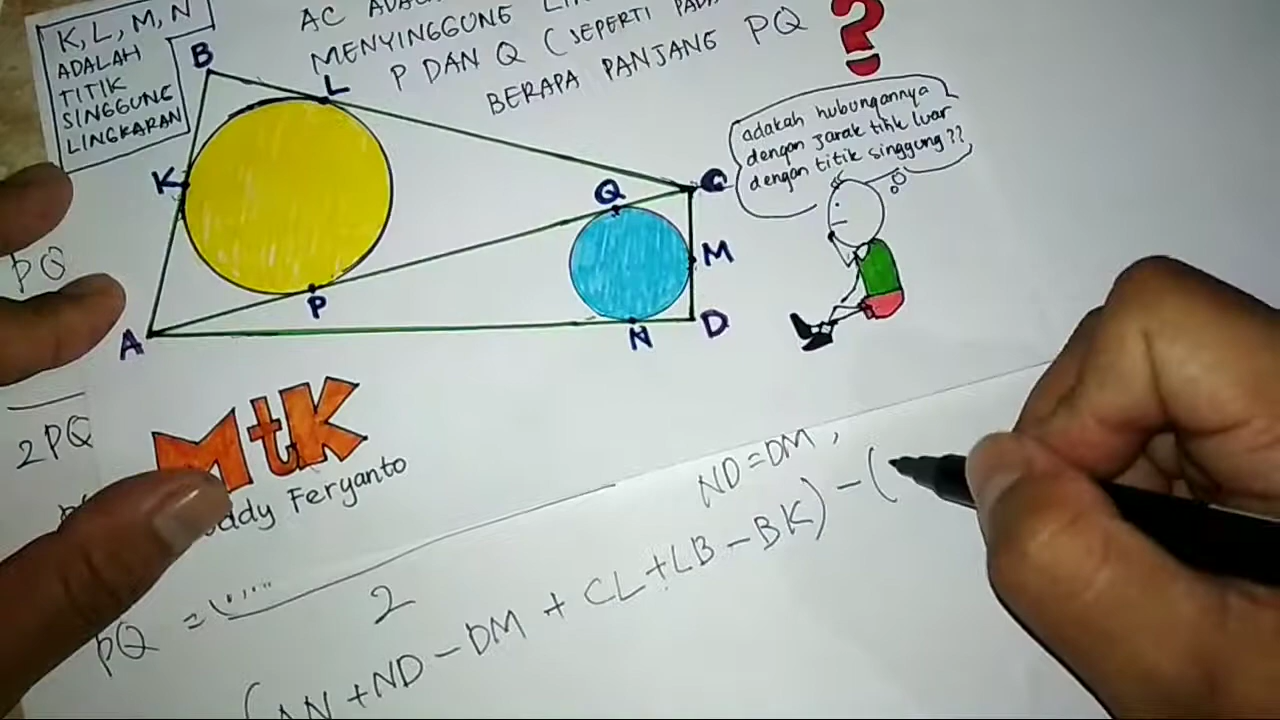 K, L, M, N
ADALAH
TITIK
SINGGUNG
LINGKARAN
AC
MENYINGGUNG
P DAN Q (SEPERTI
BERAPA PANJANG PQ
?
adakah hubungannya
dengan jarak titik luar
dengan titik singgung??
B
L
K
Q
C
M
P
A
N
D
PQ
2PQ
MtK
Feryanto
ND=DM,
PQ = .....
2
(AN+ND-DM+CL+LB-BK)-(